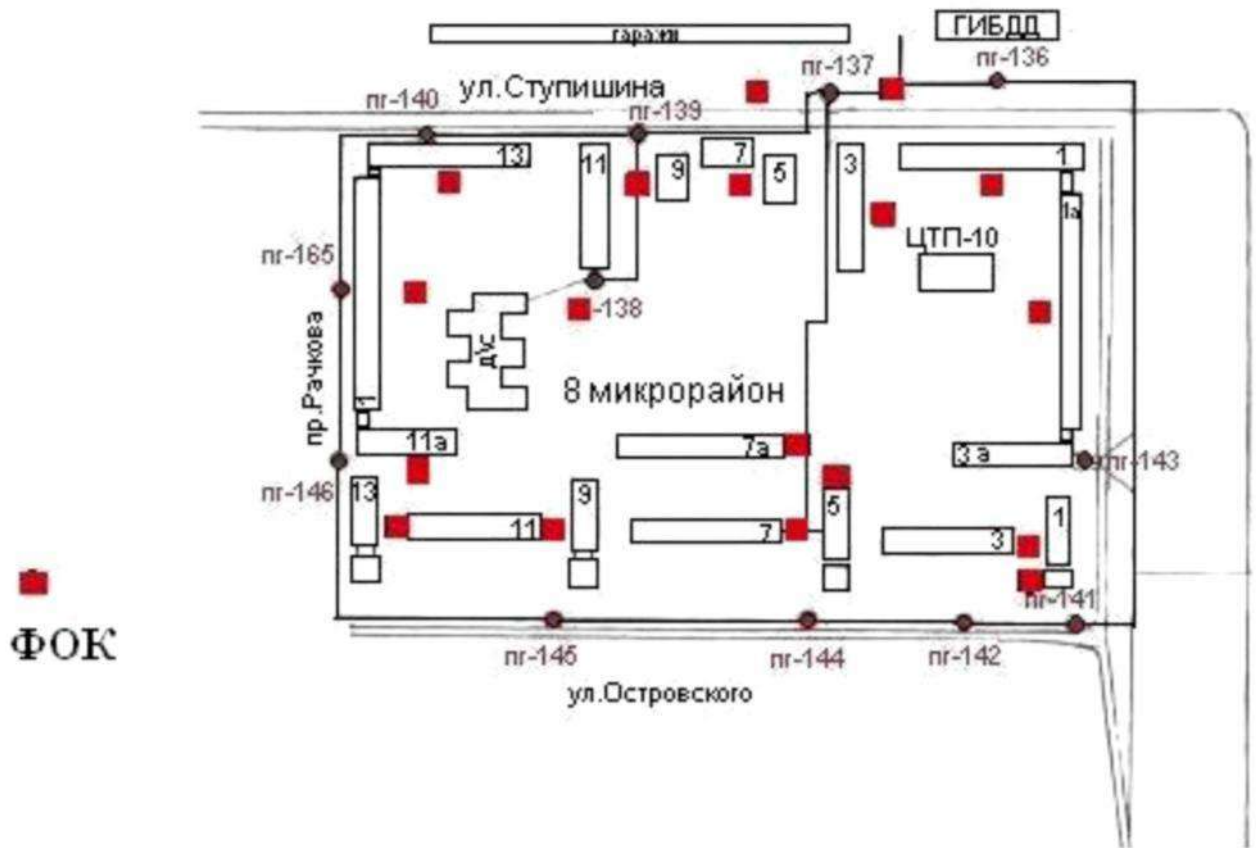 гаражи
ГИБДД
ул.Ступишина
пг-137
пг-136
пг-140
пг-139
13
11
9
7
5
3
1
1а
ЦТП-10
пг-165
-138
пр.Рачкова
д\с
8 микрорайон
1
11а
7а
3 а
пг-143
пг-146
13
9
5
1
11
7
3
ФОК
пг-141
пг-145
пг-144
пг-142
ул.Островского